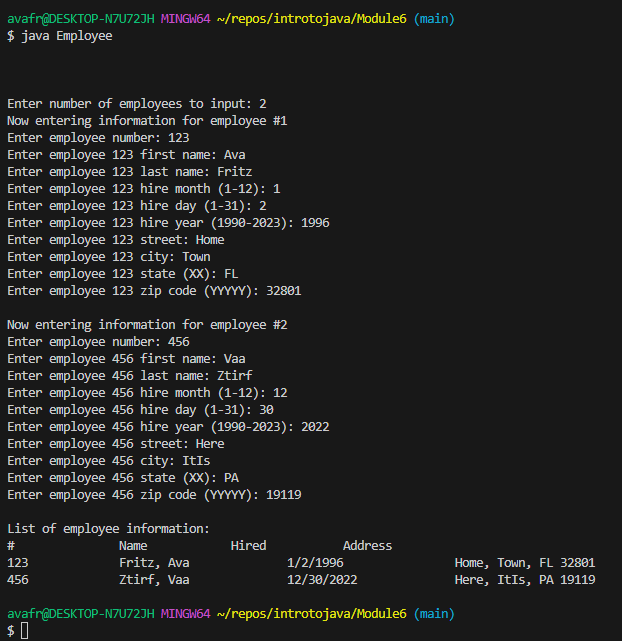 avafr@DESKTOP-N7U72JH MINGW64 ~/repos/introtojava/Module6 (main)
$ java Employee
Enter number of employees to input: 2
Now entering information for employee #1
Enter employee number: 123
Enter employee 123 first name: Ava
Enter employee 123 last name: Fritz
Enter employee 123 hire month (1-12): 1
Enter employee 123 hire day (1-31): 2
Enter employee 123 hire year (1990-2023): 1996
Enter employee 123 street: Home
Enter employee 123 city: Town
Enter employee 123 state (XX): FL
Enter employee 123 zip code (YYYYY): 32801
Now entering information for employee #2
Enter employee number: 456
Enter employee 456 first name: Vaa
Enter employee 456 last name: Ztirf
Enter employee 456 hire month (1-12): 12
Enter employee 456 hire day (1-31): 30
Enter employee 456 hire year (1990-2023): 2022
Enter employee 456 street: Here
Enter employee 456 city: ItIs
Enter employee 456 state (XX): PA
Enter employee 456 zip code (YYYYY): 19119
List of employee information:
# Name Hired Address
123 Fritz, Ava 1/2/1996 Home, Town, FL 32801
456 Ztirf, Vaa 12/30/2022 Here, ItIs, PA 19119
avafr@DESKTOP-N7U72JH MINGW64 ~/repos/introtojava/Module6 (main)
$